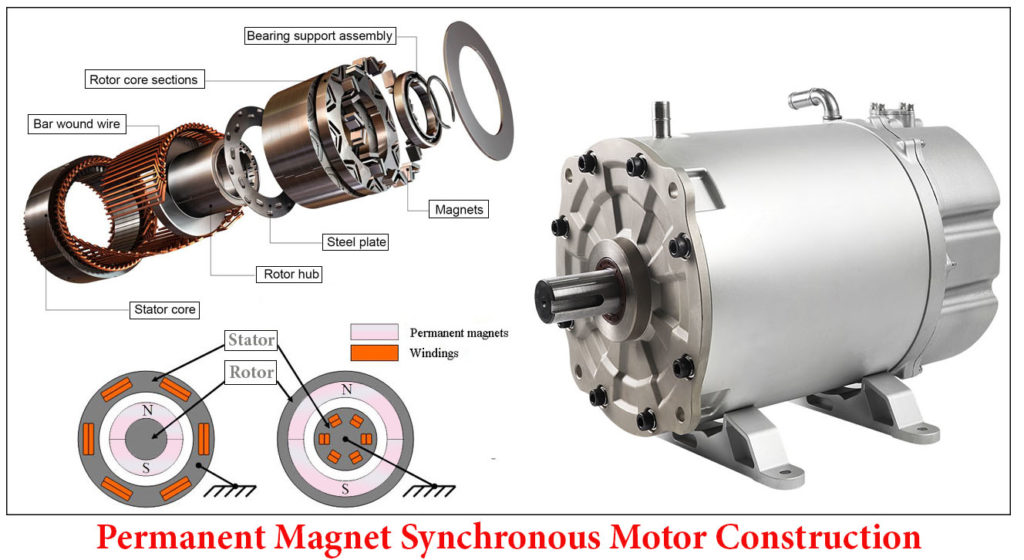 Bearing support assembly
Rotor core sections
Bar wound wire
Magnets
Steel plate
Rotor hub
Stator core
Stator
Rotor
Permanent magnets
Windings
N
S
N
S
Permanent Magnet Synchronous Motor Construction